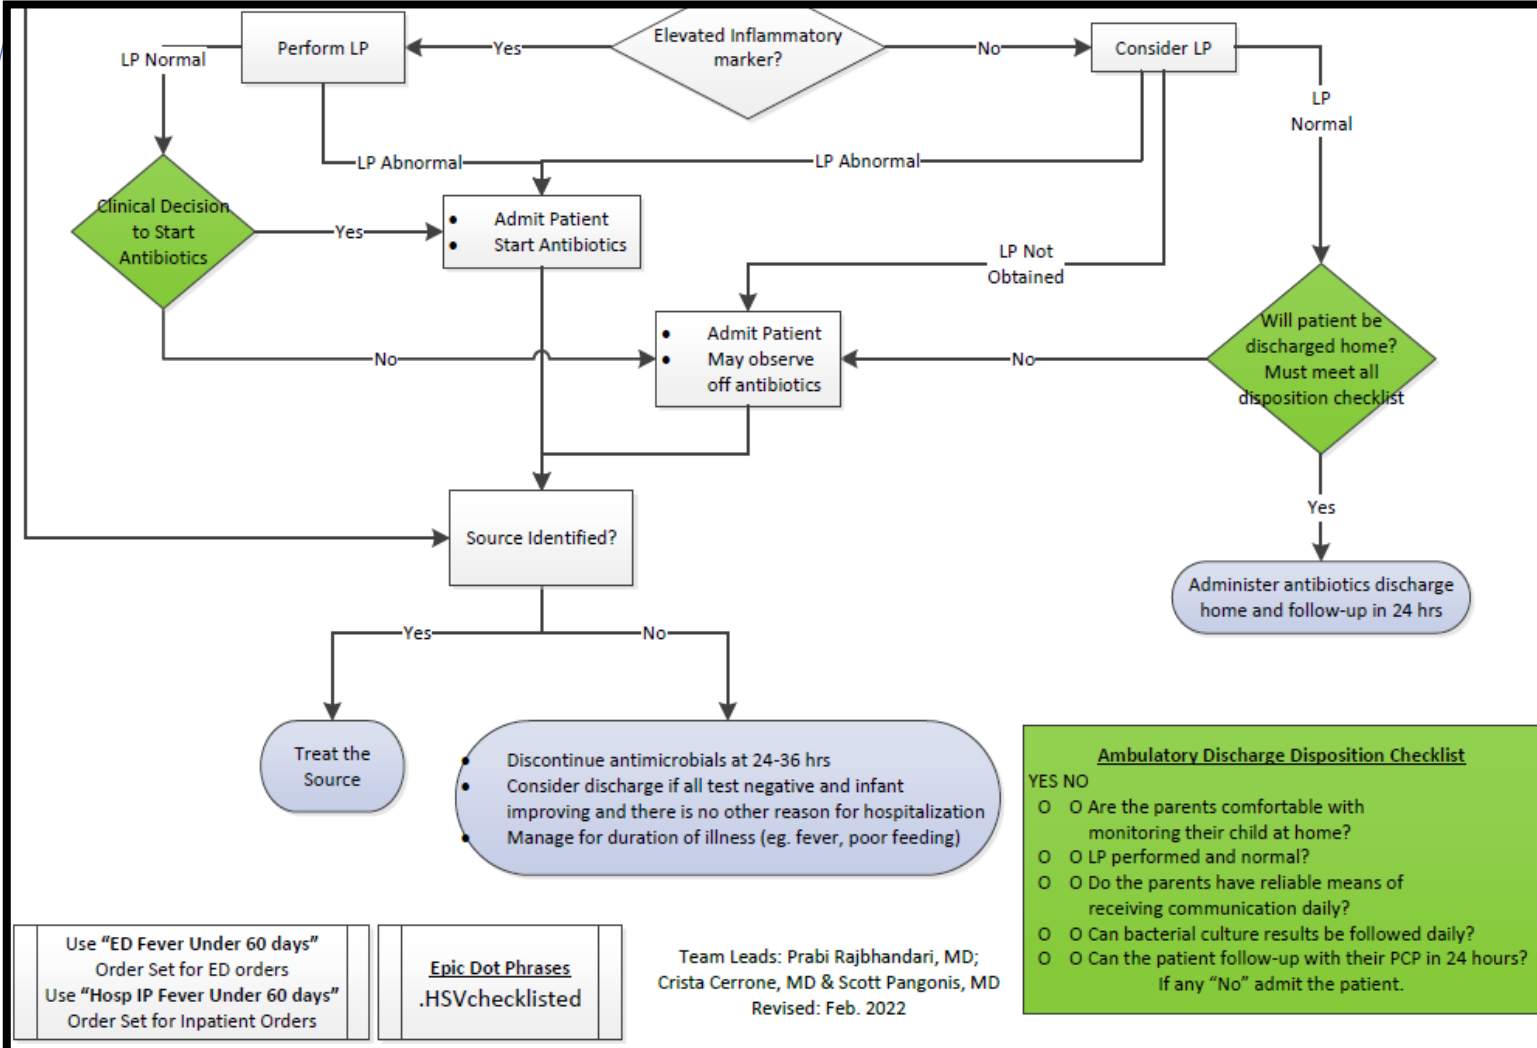 Perform LP
Yes
Elevated Inflammatory
marker?
No
Consider LP
LP Normal
LP
Normal
LP Abnormal
LP Abnormal
Clinical Decision
to Start
Antibiotics
Yes
• Admit Patient
• Start Antibiotics
LP Not
Obtained
Will patient be
discharged home?
Must meet all
disposition checklist
No
• Admit Patient
• May observe
off antibiotics
No
Yes
Source Identified?
Administer antibiotics discharge
home and follow-up in 24 hrs
Yes
No
Treat the
Source
• Discontinue antimicrobials at 24-36 hrs
• Consider discharge if all test negative and infant
improving and there is no other reason for hospitalization
• Manage for duration of illness (eg. fever, poor feeding)
Ambulatory Discharge Disposition Checklist
YES NO
O O Are the parents comfortable with
monitoring their child at home?
O O LP performed and normal?
O O Do the parents have reliable means of
receiving communication daily?
O O Can bacterial culture results be followed daily?
O O Can the patient follow-up with their PCP in 24 hours?
If any “No” admit the patient.
Use “ED Fever Under 60 days”
Order Set for ED orders
Use “Hosp IP Fever Under 60 days”
Order Set for Inpatient Orders
Epic Dot Phrases
.HSVchecklisted
Team Leads: Prabi Rajbhandari, MD;
Crista Cerrone, MD & Scott Pangonis, MD
Revised: Feb. 2022